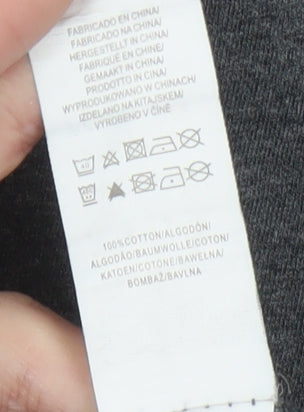 FABRICADO EN CHINA/
FABRICADO NA CHINA/
HERGESTELLT IN CHINA/
FABRIQUÉ EN CHINE/
GEMAAKT IN CHINA/
PRODOTTO IN CINA/
WYPRODUKOWANO W CHINACH/
IZDELANO NA KITAJSKEM/
VYROBENO V ČÍNĚ
100%COTTON/ALGODÓN/
ALGODÃO/BAUMWOLLE/COTON/
KATOEN/COTONE/BAWEŁNA/
BOMBAŽ/BAVLNA